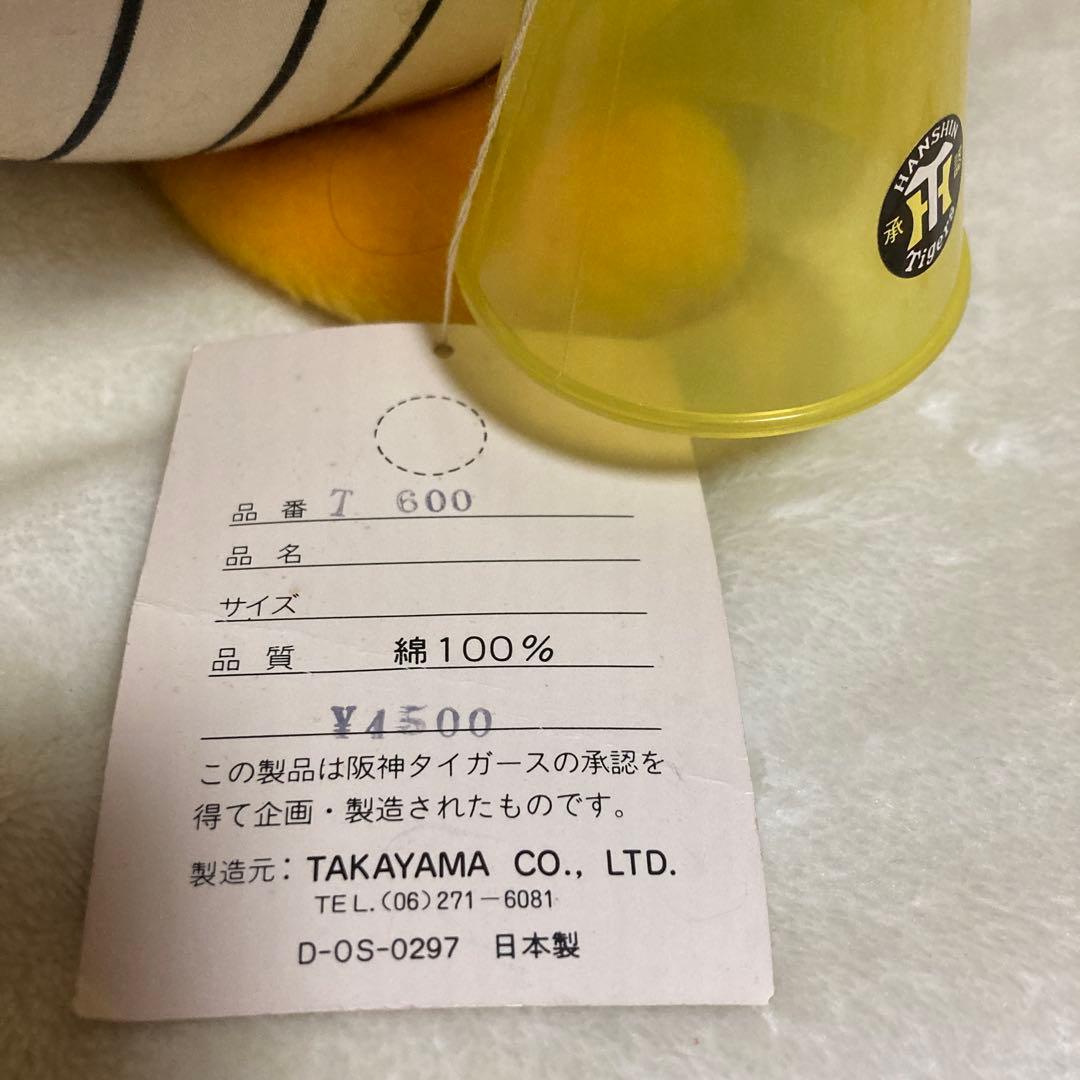 HANSHIN
承認
TH
Tigers
品番 T 600
品名
サイズ
品質 綿100%
¥4500
この製品は阪神タイガースの承認を
得て企画・製造されたものです。
製造元: TAKAYAMA CO., LTD.
TEL.(06)271-6081
D-OS-0297 日本製